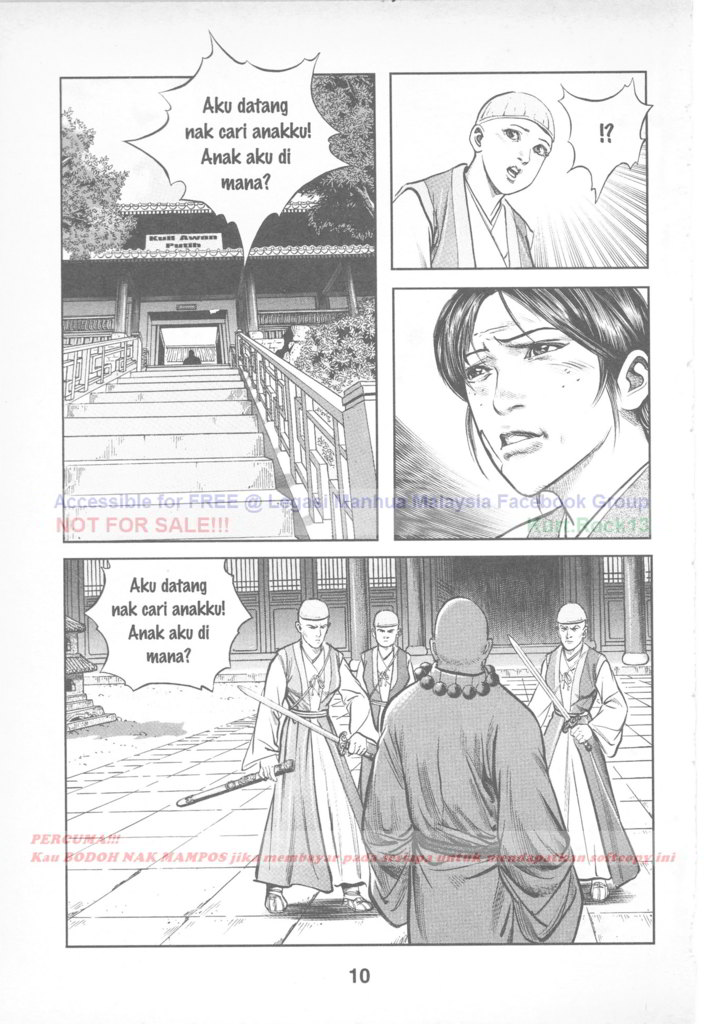 Aku datang
nak cari anakku!
Anak aku di
mana?
!?
Kuil Awan
Putih
Accessible for FREE @ Legasi Manhua Malaysia Facebook Group
NOT FOR SALE!!!
Aku datang
nak cari anakku!
Anak aku di
mana?
PERCUMA!!!
Kau BODOH NAK MAMPOS jika membayar pada sesiapa untuk mendapatkan softcopy ini
10